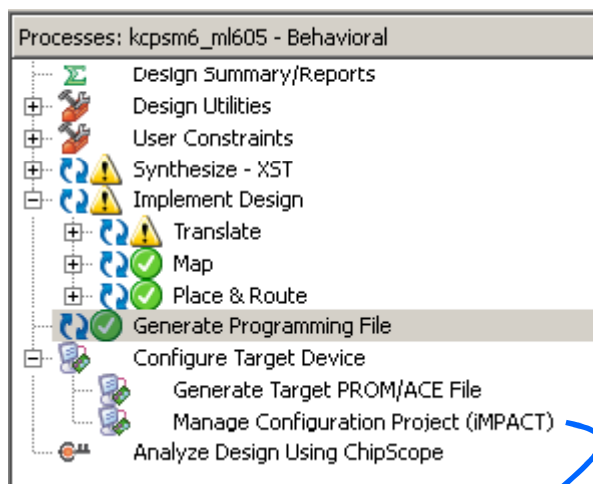 Processes: kcpsm6_ml605 - Behavioral
Design Summary/Reports
Design Utilities
User Constraints
Synthesize - XST
Implement Design
Translate
Map
Place & Route
Generate Programming File
Configure Target Device
Generate Target PROM/ACE File
Manage Configuration Project (iMPACT)
Analyze Design Using ChipScope